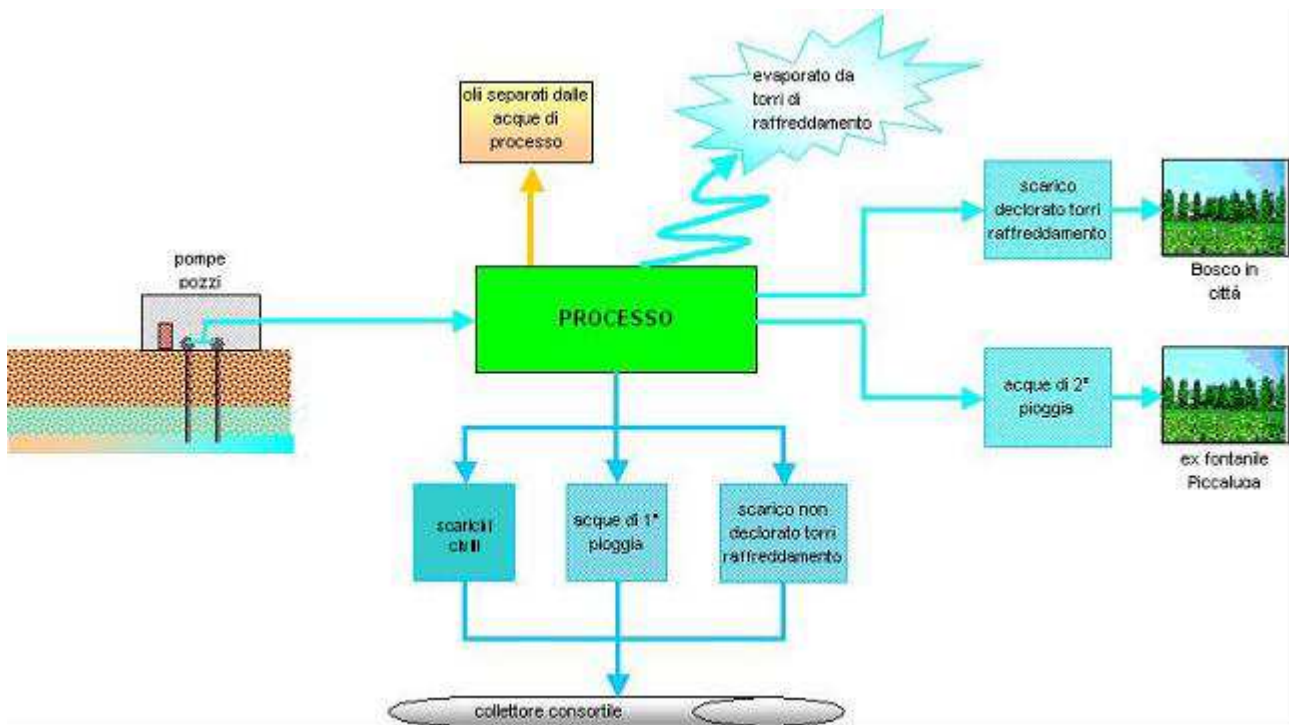 olii separati dalle
acque di
processo
evaporato da
torri di
raffreddamento
scarico
declorato torri
raffreddamento
Bosco in
città
pompe
pozzi
PROCESSO
acque di 2°
pioggia
ex fontanile
Piccaluga
scarichi
civili
acque di 1°
pioggia
scarico non
declorato torri
raffreddamento
collettore consortile